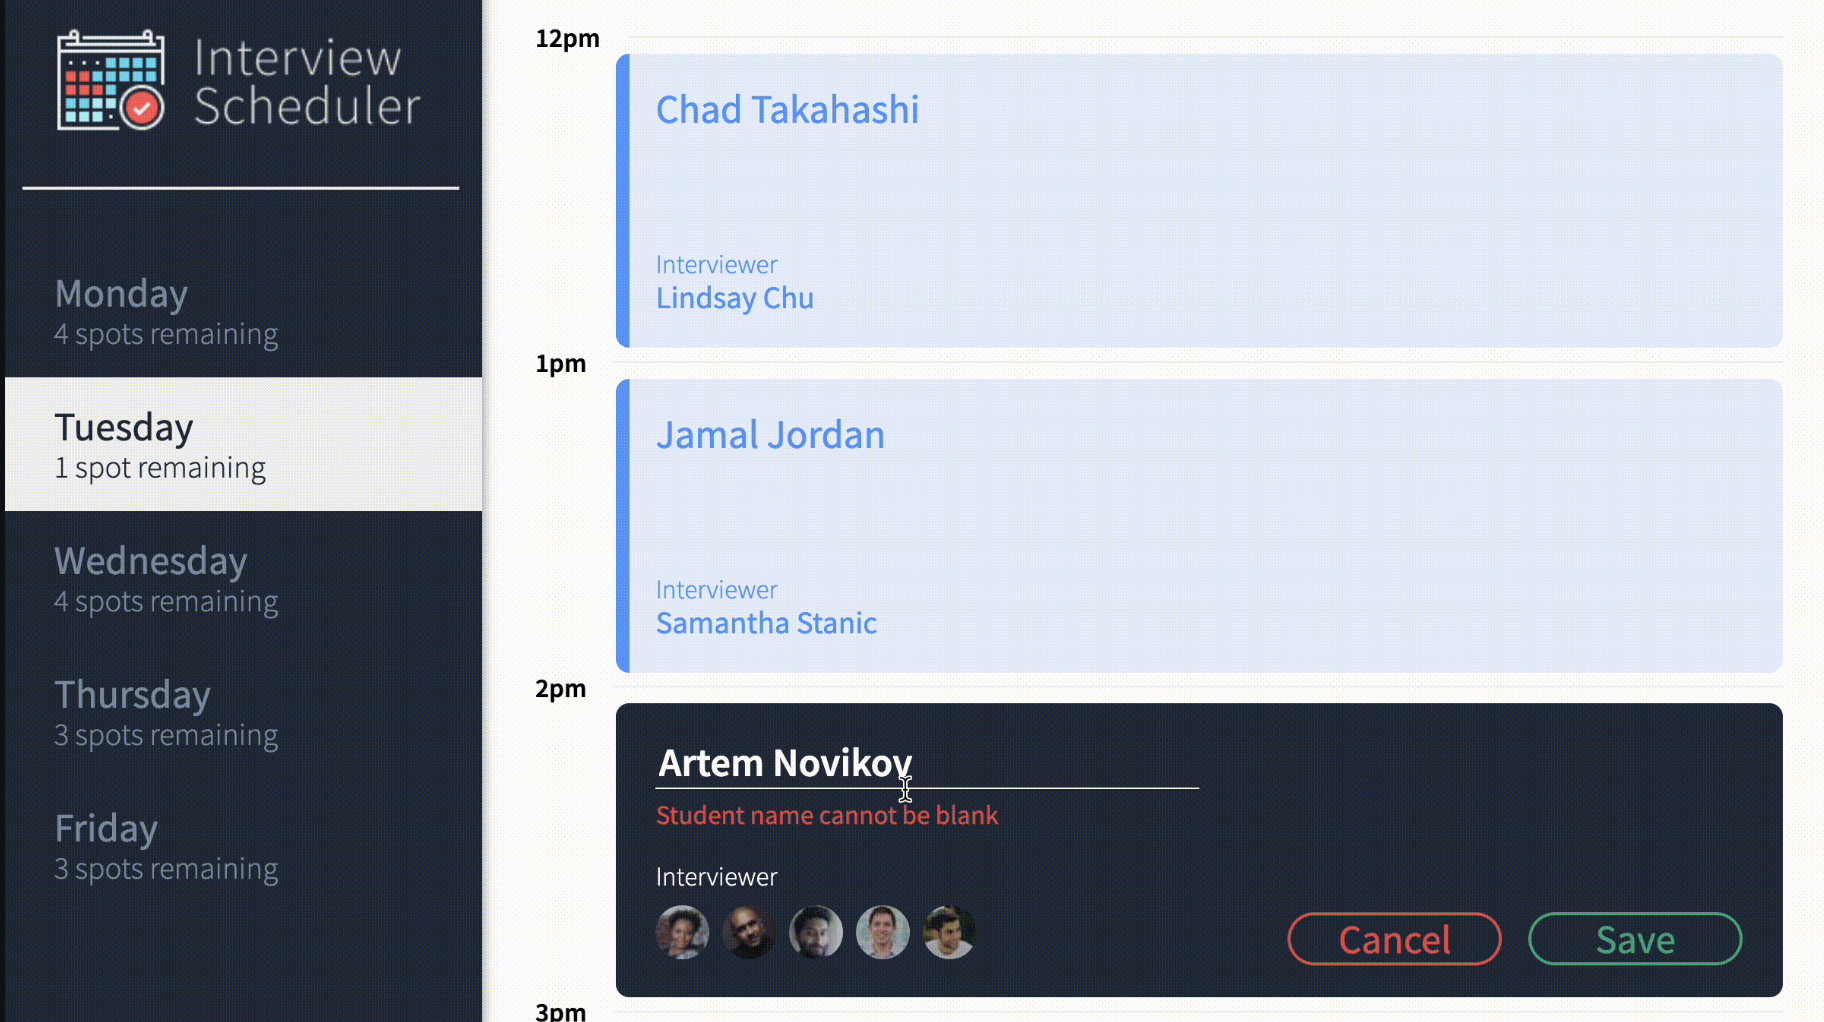 Interview
Scheduler
Monday
4 spots remaining
Tuesday
1 spot remaining
Wednesday
4 spots remaining
Thursday
3 spots remaining
Friday
3 spots remaining
12pm
Chad Takahashi
Interviewer
Lindsay Chu
1pm
Jamal Jordan
Interviewer
Samantha Stanic
2pm
Artem Novikov
Student name cannot be blank
Interviewer
Cancel
Save
3pm